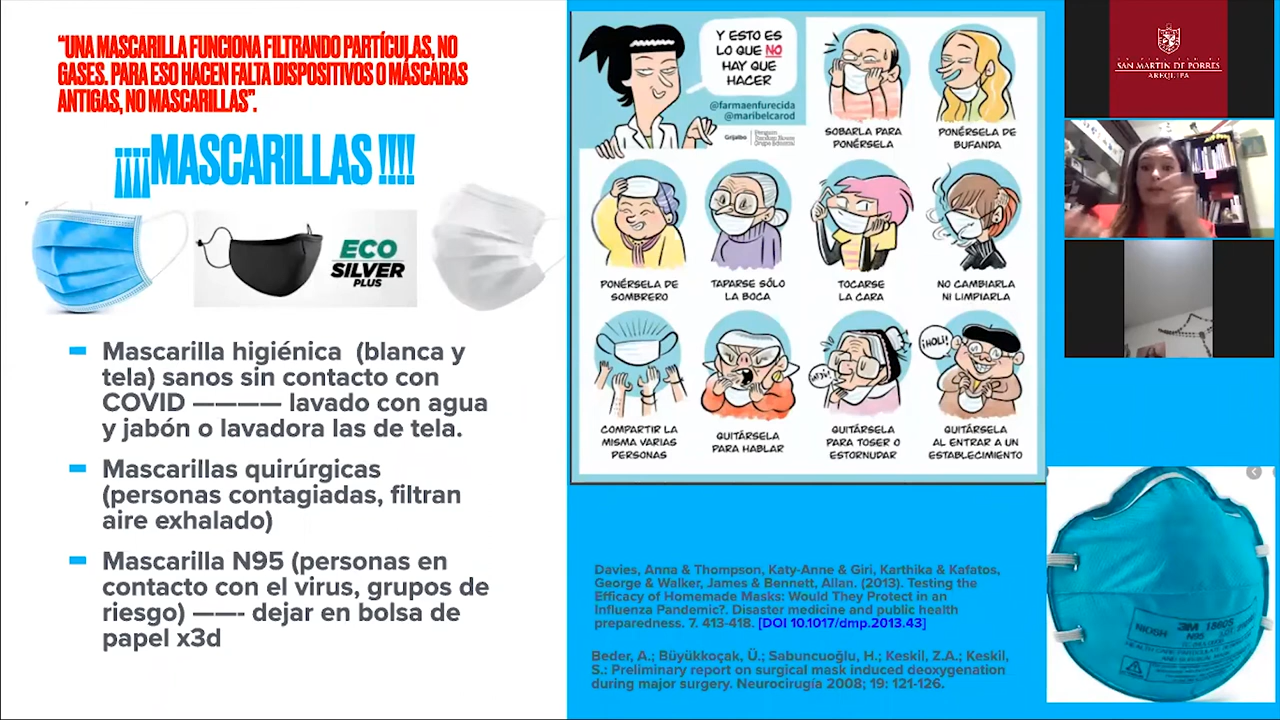 “UNA MASCARILLA FUNCIONA FILTRANDO PARTÍCULAS, NO
GASES. PARA ESO HACEN FALTA DISPOSITIVOS O MÁSCARAS
ANTIGAS, NO MASCARILLAS”.
¡¡¡¡MASCARILLAS !!!!
ECO
SILVER
PLUS
Mascarilla higiénica (blanca y
tela) sanos sin contacto con
COVID ———— lavado con agua
y jabón o lavadora las de tela.
Mascarillas quirúrgicas
(personas contagiadas, filtran
aire exhalado)
Mascarilla N95 (personas en
contacto con el virus, grupos de
riesgo) ——- dejar en bolsa de
papel x3d
Y ESTO ES
LO QUE NO
HAY QUE
HACER
@farmaenfurecida
@maribelcarod
Grijalbo
Penguin
Random House
Grupo Editorial
SOBARLA PARA
PONÉRSELA
PONÉRSELA DE
BUFANDA
PONÉRSELA DE
SOMBRERO
TAPARSE SÓLO
LA BOCA
TOCARSE
LA CARA
NO CAMBIARLA
NI LIMPIARLA
¡HOLI!
COMPARTIR LA
MISMA VARIAS
PERSONAS
QUITÁRSELA
PARA HABLAR
QUITÁRSELA
PARA TOSER O
ESTORNUDAR
QUITÁRSELA
AL ENTRAR A UN
ESTABLECIMIENTO
Davies, Anna & Thompson, Katy-Anne & Giri, Karthika & Kafatos,
George & Walker, James & Bennett, Allan. (2013). Testing the
Efficacy of Homemade Masks: Would They Protect in an
Influenza Pandemic?. Disaster medicine and public health
preparedness. 7. 413-418. [DOI 10.1017/dmp.2013.43]
Beder, A.; Büyükkoçak, Ü.; Sabuncuoğlu, H.; Keskil, Z.A.; Keskil,
S.: Preliminary report on surgical mask induced deoxygenation
during major surgery. Neurocirugía 2008; 19: 121-126.
SAN MARTIN DE PORRES
AREQUIPA
NIOSH
3M 1860S
N95